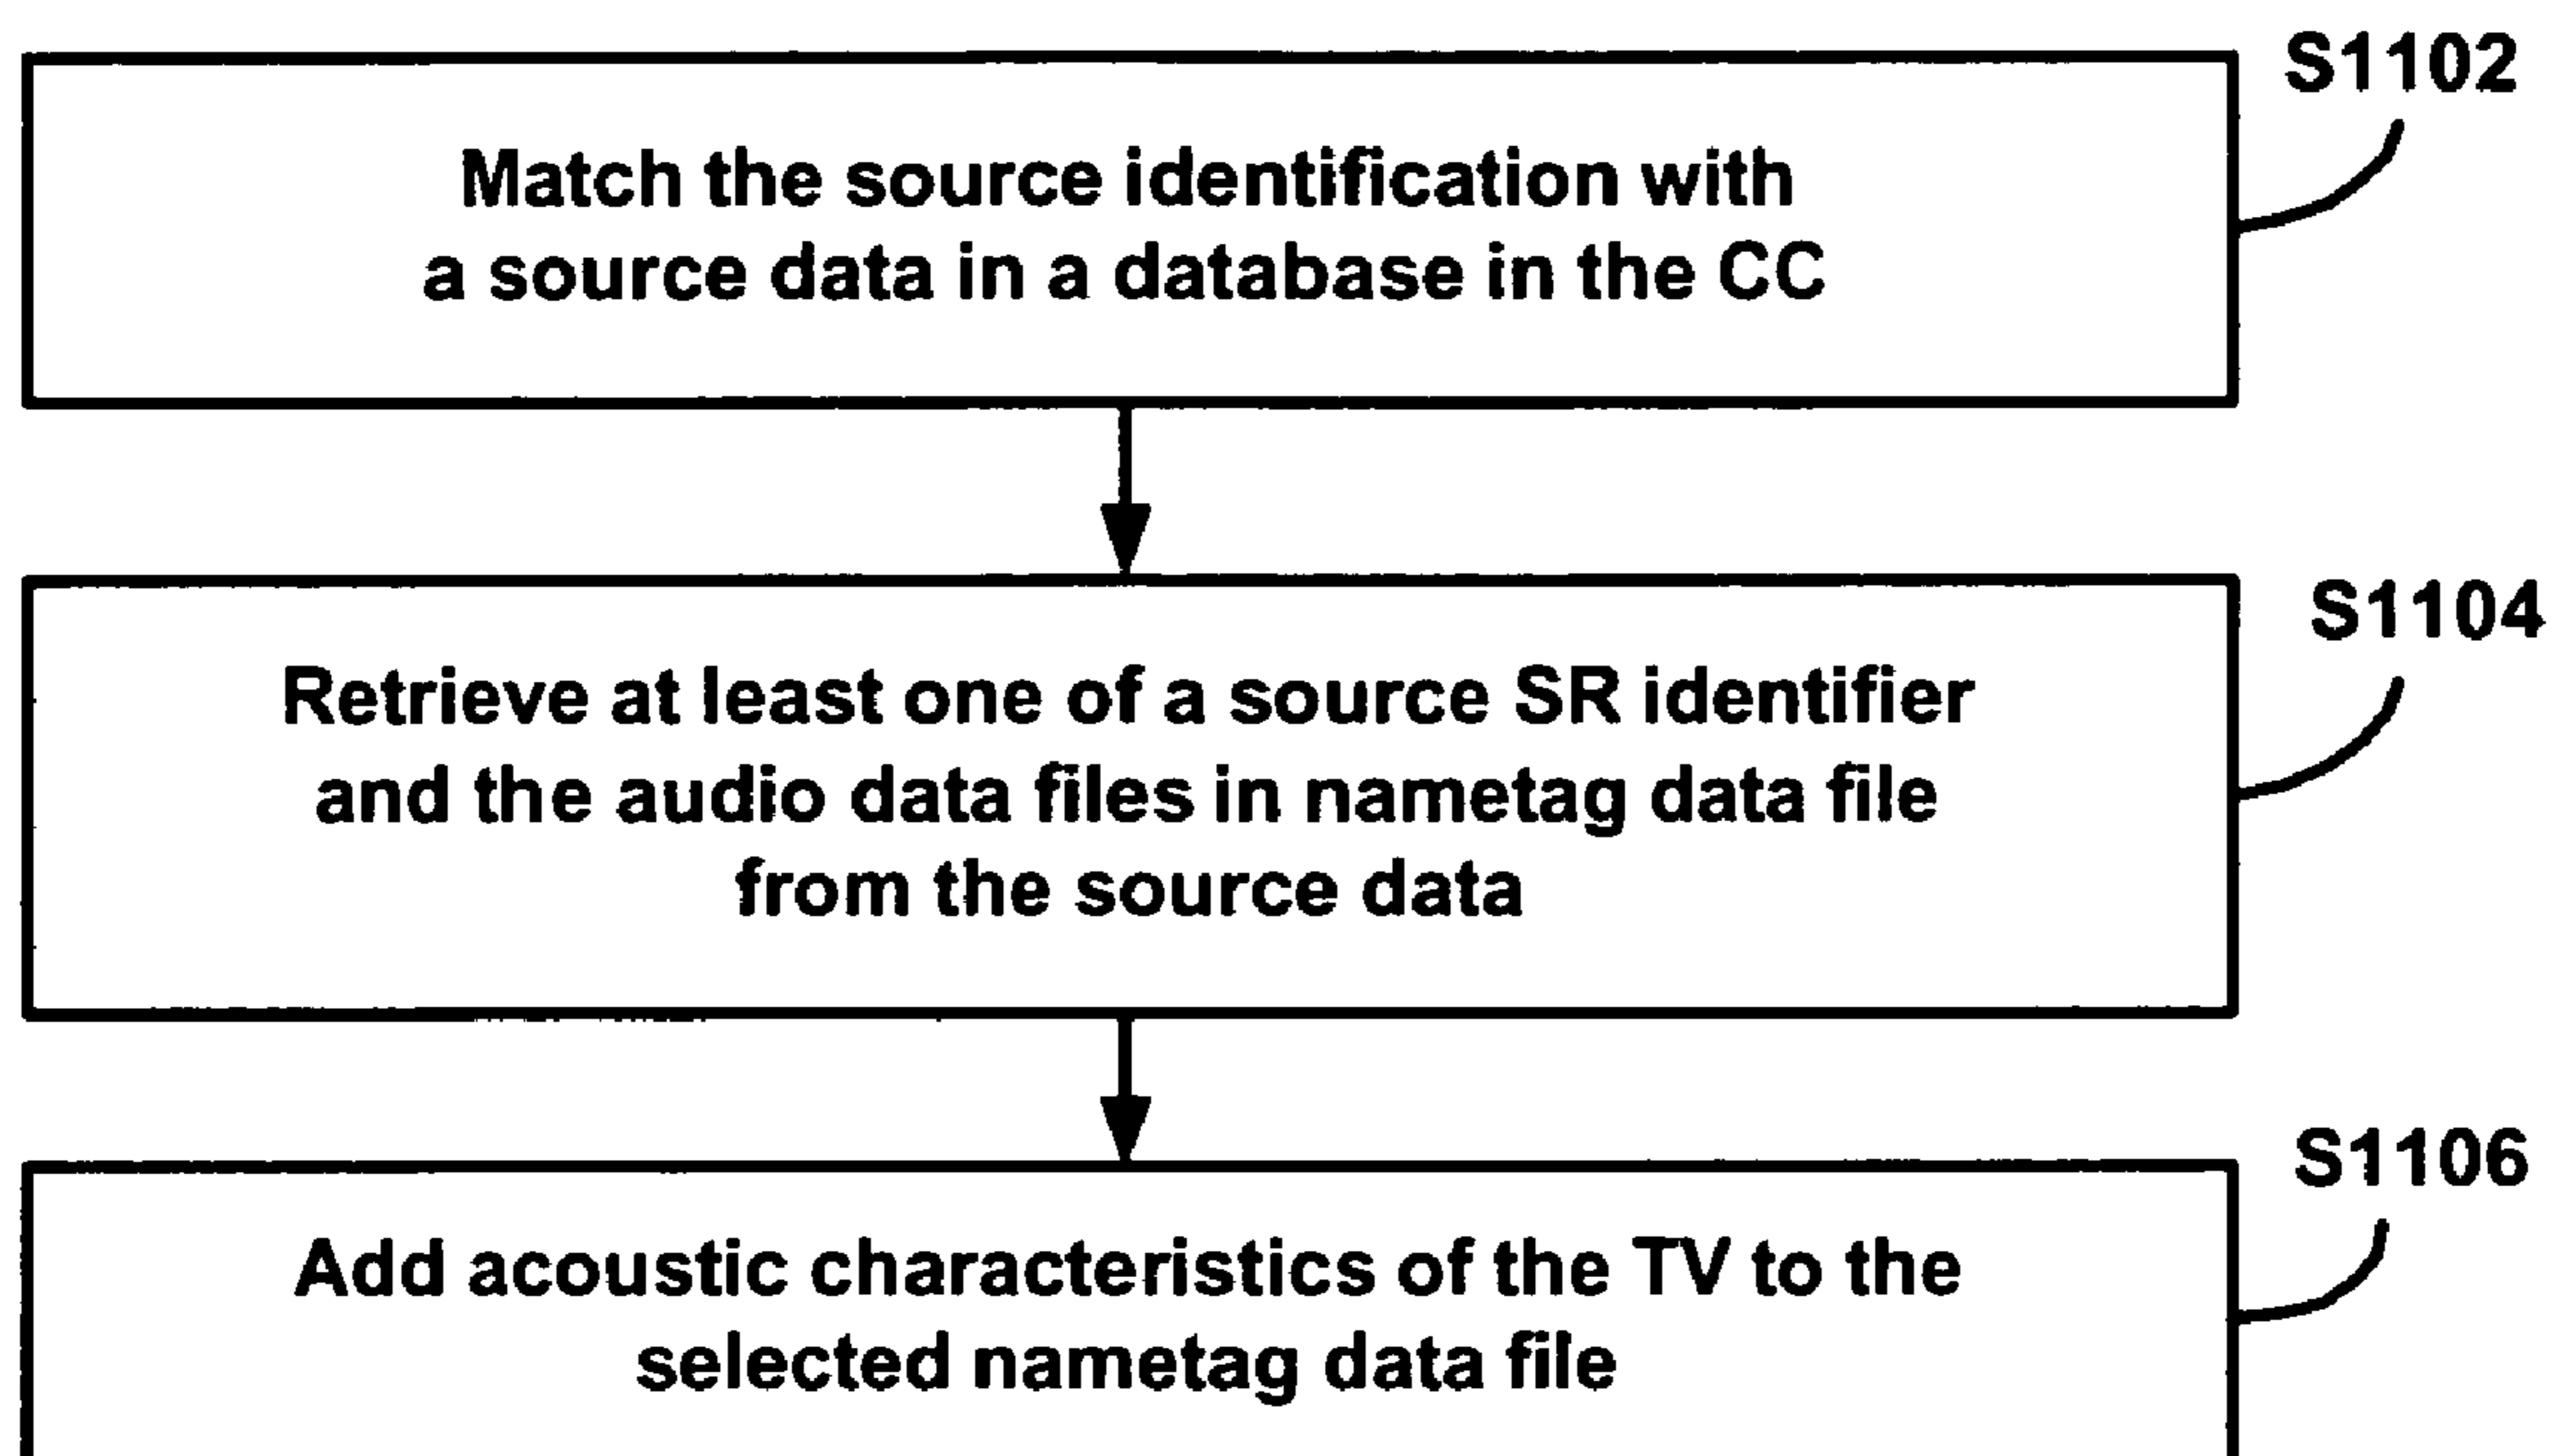 S1102
Match the source identification with
a source data in a database in the CC
S1104
Retrieve at least one of a source SR identifier
and the audio data files in nametag data file
from the source data
S1106
Add acoustic characteristics of the TV to the
selected nametag data file